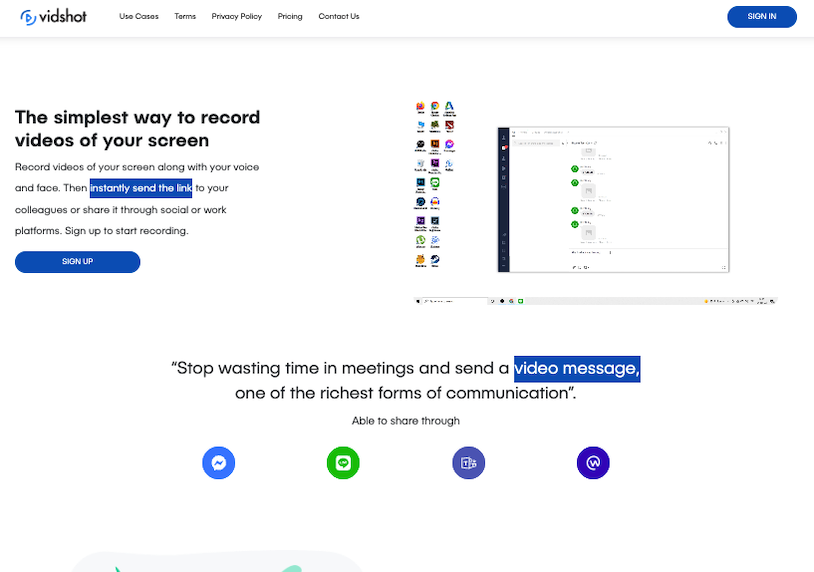 vidshot
Use Cases
Terms
Privacy Policy
Pricing
Contact Us
SIGN IN
The simplest way to record
videos of your screen
Record videos of your screen along with your voice
and face. Then instantly send the link to your
colleagues or share it through social or work
platforms. Sign up to start recording.
SIGN UP
“Stop wasting time in meetings and send a video message,
one of the richest forms of communication”.
Able to share through